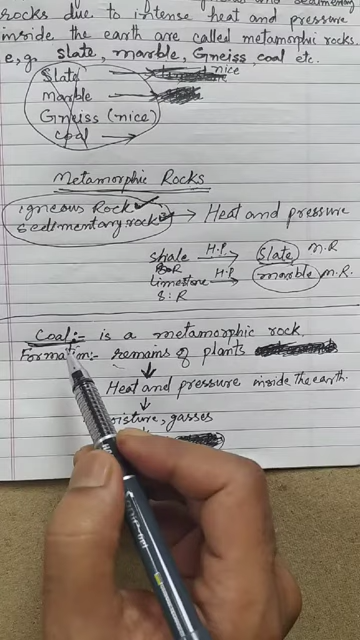 rocks due to intense heat and pressure
inside the earth are called metamorphic rocks.
e,g. slate, marble, Gneiss coal etc.
Slate nice
Marble
Gneiss (nice)
coal
Metamorphic Rocks
igneous Rock → Heat and pressure
sedimentary rock
shale H.P. → Slate M.R
S.R
limestone H.P → marble M.R.
S:R
Coal:- is a metamorphic rock.
Formation:- remains of plants
Heat and pressure inside the earth.
moisture, gasses